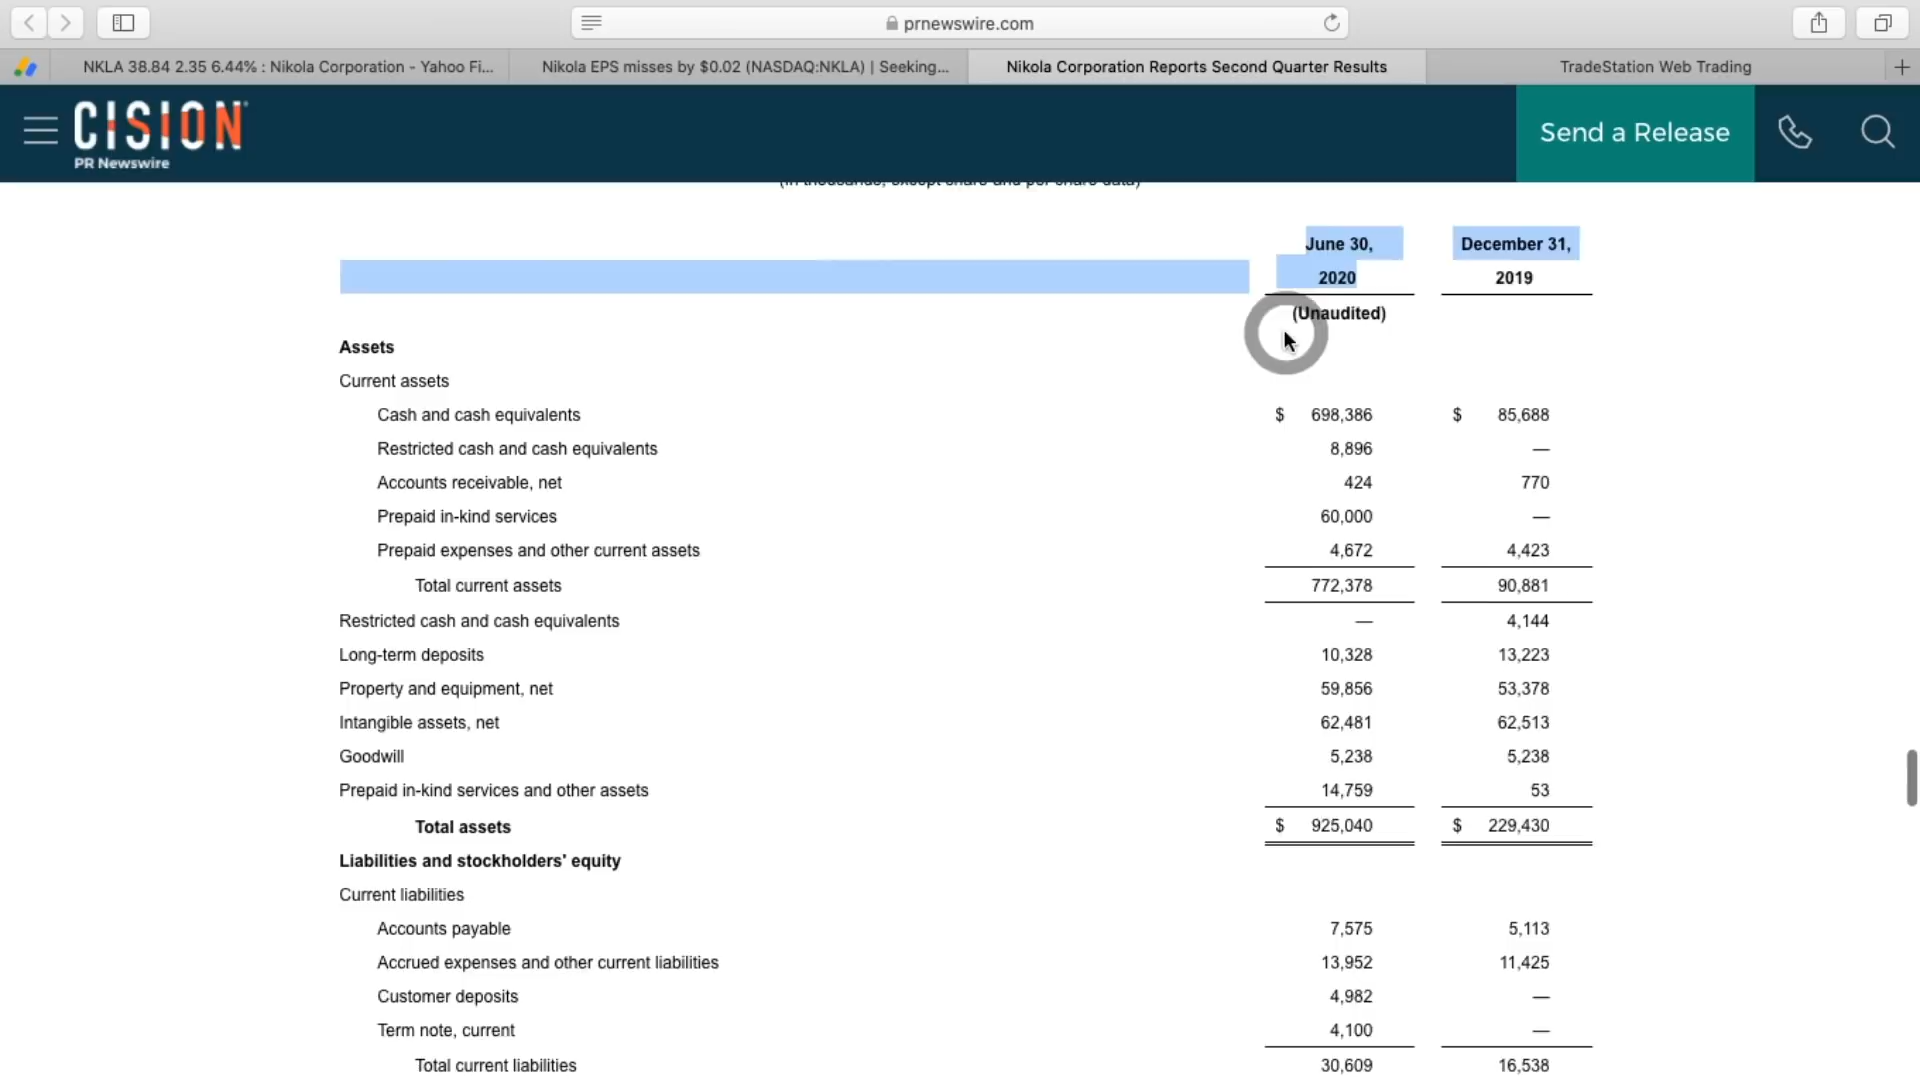 prnewswire.com
NKLA 38.84 2.35 6.44% : Nikola Corporation - Yahoo Fi...
Nikola EPS misses by $0.02 (NASDAQ:NKLA) | Seeking...
Nikola Corporation Reports Second Quarter Results
TradeStation Web Trading
CISION
PR Newswire
Send a Release
(In thousands, except share and per share data)
June 30, December 31,
2020 2019
(Unaudited)
Assets
Current assets
Cash and cash equivalents $ 698,386 $ 85,688
Restricted cash and cash equivalents 8,896 —
Accounts receivable, net 424 770
Prepaid in-kind services 60,000 —
Prepaid expenses and other current assets 4,672 4,423
Total current assets 772,378 90,881
Restricted cash and cash equivalents — 4,144
Long-term deposits 10,328 13,223
Property and equipment, net 59,856 53,378
Intangible assets, net 62,481 62,513
Goodwill 5,238 5,238
Prepaid in-kind services and other assets 14,759 53
Total assets $ 925,040 $ 229,430
Liabilities and stockholders' equity
Current liabilities
Accounts payable 7,575 5,113
Accrued expenses and other current liabilities 13,952 11,425
Customer deposits 4,982 —
Term note, current 4,100 —
Total current liabilities 30,609 16,538